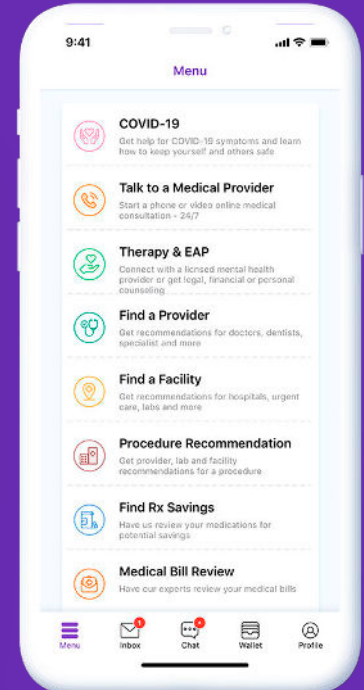 9:41
Menu
COVID-19
Get help for COVID-19 symptoms and learn
how to keep yourself and others safe
Talk to a Medical Provider
Start a phone or video online medical
consultation - 24/7
Therapy & EAP
Connect with a licnsed mental health
provider or get legal, financial or personal
counseling
Find a Provider
Get recommendations for doctors, dentists,
specialist and more
Find a Facility
Get recommendations for hospitals, urgent
care, labs and more
Procedure Recommendation
Get provider, lab and facility
recommendations for a procedure
Find Rx Savings
Have us review your medications for
potential savings
Medical Bill Review
Have our experts review your medical bills
1
Menu Inbox Chat Wallet Profile